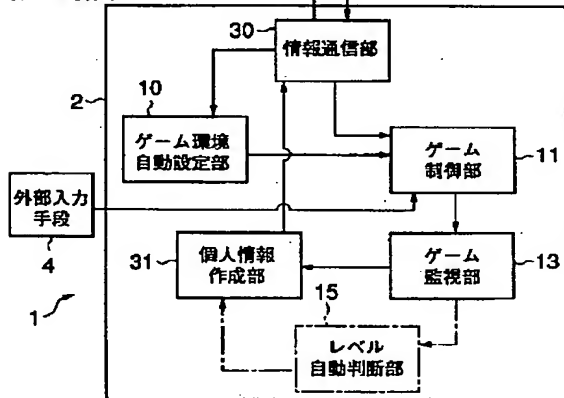 30
情報通信部
2
10
ゲーム環境
自動設定部
ゲーム
制御部
11
外部入力
手段
4
31
個人情報
作成部
ゲーム
監視部
13
1
15
レベル
自動判断部